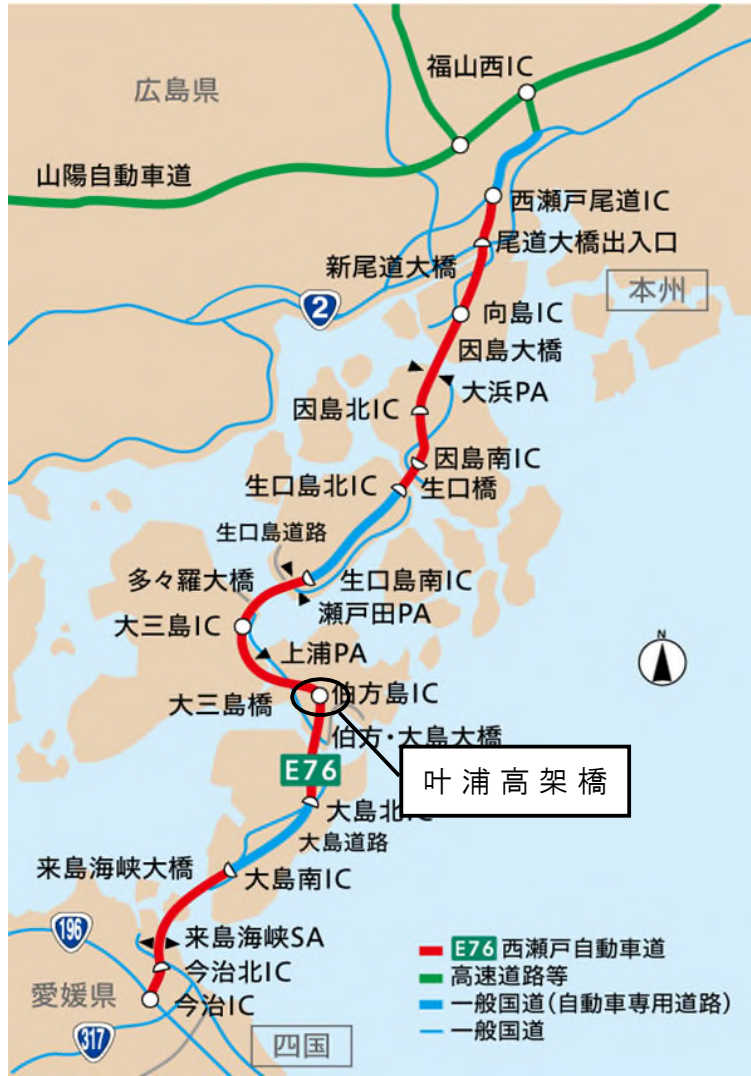 福山西IC
広島県
山陽自動車道
西瀬戸尾道IC
尾道大橋出入口
新尾道大橋
本州
2
向島IC
因島大橋
大浜PA
因島北IC
因島南IC
生口島北IC
生口橋
生口島道路
多々羅大橋
生口島南IC
瀬戸田PA
大三島IC
N
上浦PA
伯方島IC
大三島橋
伯方・大島大橋
E76
叶浦高架橋
大島北IC
大島道路
来島海峡大橋
大島南IC
196
来島海峡SA
今治北IC
愛媛県
今治IC
317
四国
E76 西瀬戸自動車道
高速道路等
一般国道(自動車専用道路)
一般国道